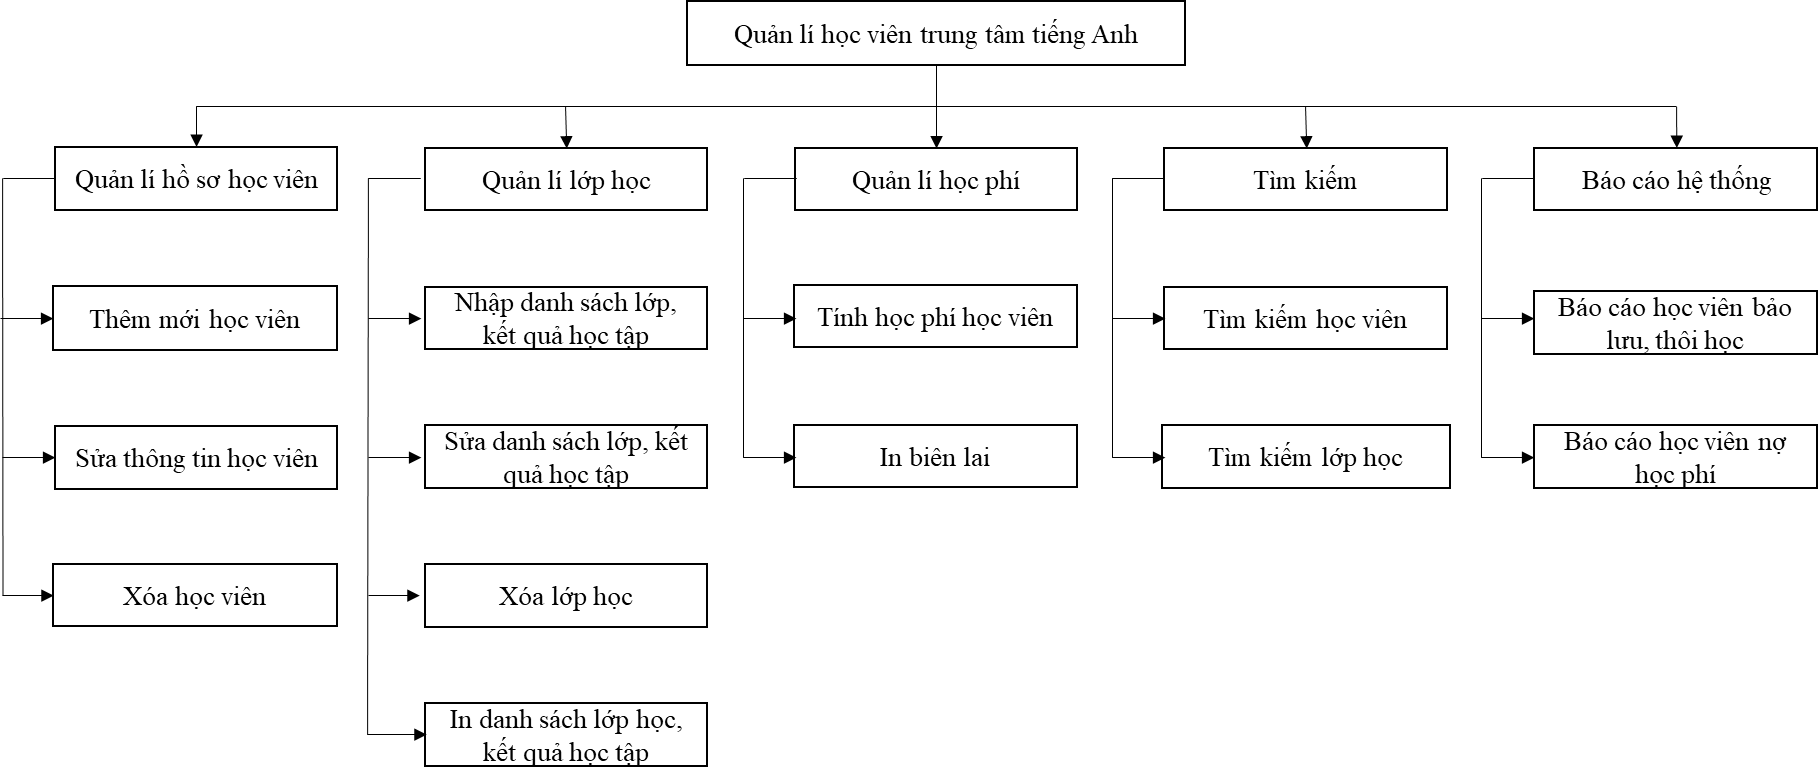 Quản lí học viên trung tâm tiếng Anh
Quản lí hồ sơ học viên
Quản lí lớp học
Quản lí học phí
Tìm kiếm
Báo cáo hệ thống
Thêm mới học viên
Nhập danh sách lớp,
kết quả học tập
Tính học phí học viên
Tìm kiếm học viên
Báo cáo học viên bảo
lưu, thôi học
Sửa thông tin học viên
Sửa danh sách lớp, kết
quả học tập
In biên lai
Tìm kiếm lớp học
Báo cáo học viên nợ
học phí
Xóa học viên
Xóa lớp học
In danh sách lớp học,
kết quả học tập